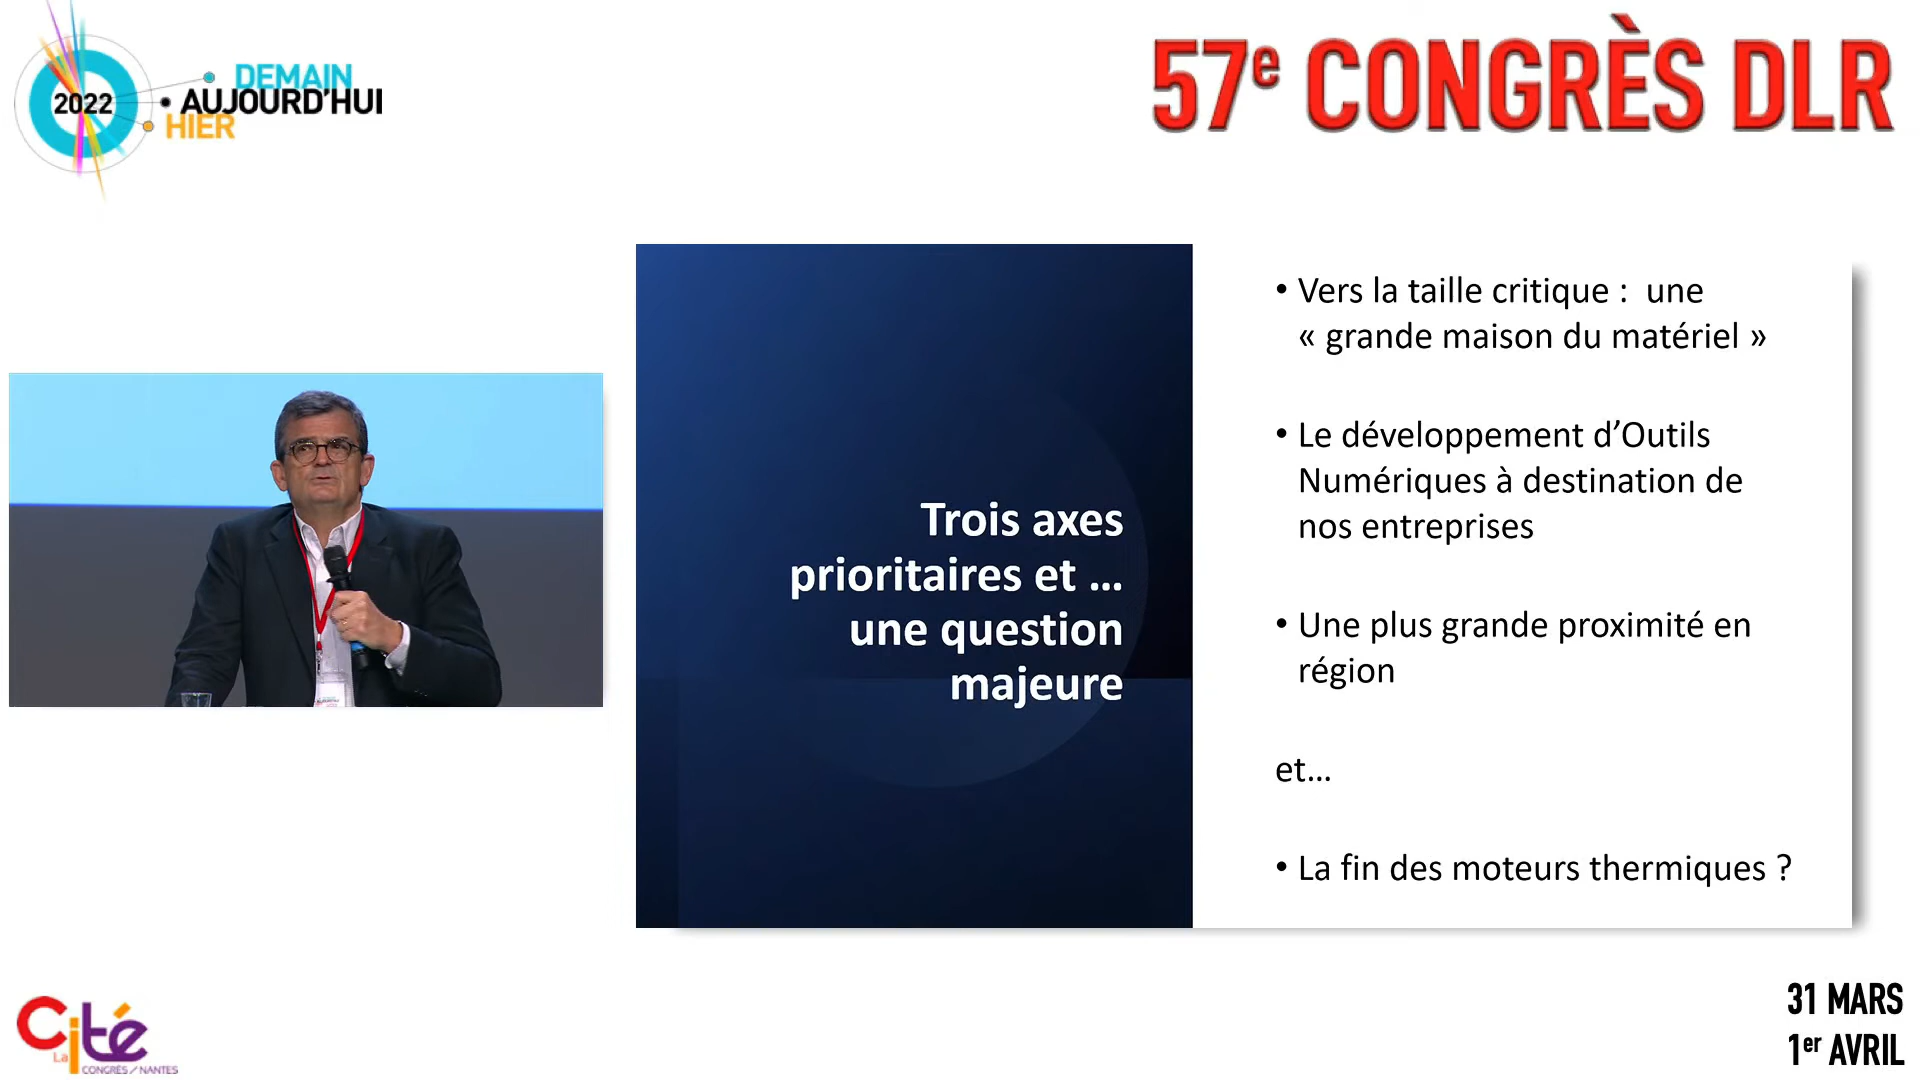 2022
DEMAIN
• AUJOURD'HUI
HIER
57e CONGRÈS DLR
Trois axes
prioritaires et ...
une question
majeure
• Vers la taille critique : une
« grande maison du matériel »
• Le développement d’Outils
Numériques à destination de
nos entreprises
• Une plus grande proximité en
région
et...
• La fin des moteurs thermiques ?
La Cité
CONGRÈS / NANTES
31 MARS
1er AVRIL